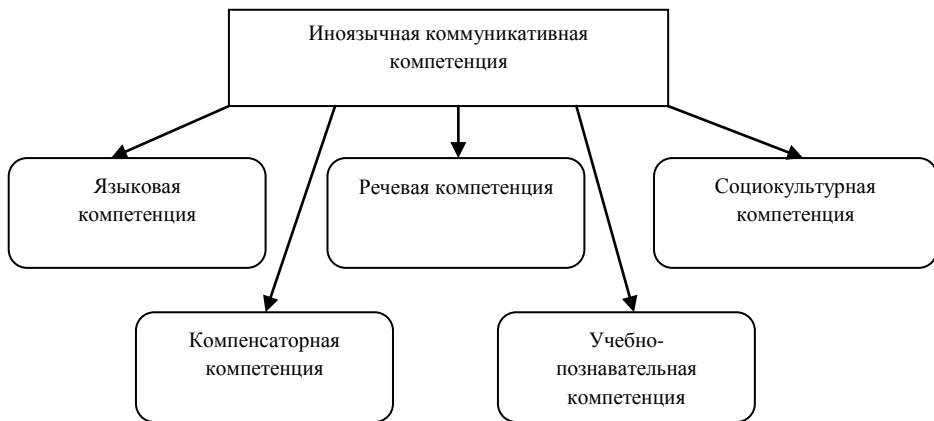 Иноязычная коммуникативная
компетенция
Языковая
компетенция
Речевая компетенция
Социокультурная
компетенция
Компенсаторная
компетенция
Учебно-
познавательная
компетенция